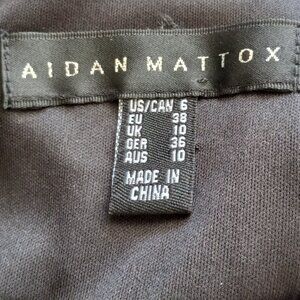 AIDAN MATTOX
US/CAN 6
EU 38
UK 10
GER 36
AUS 10
MADE IN
CHINA